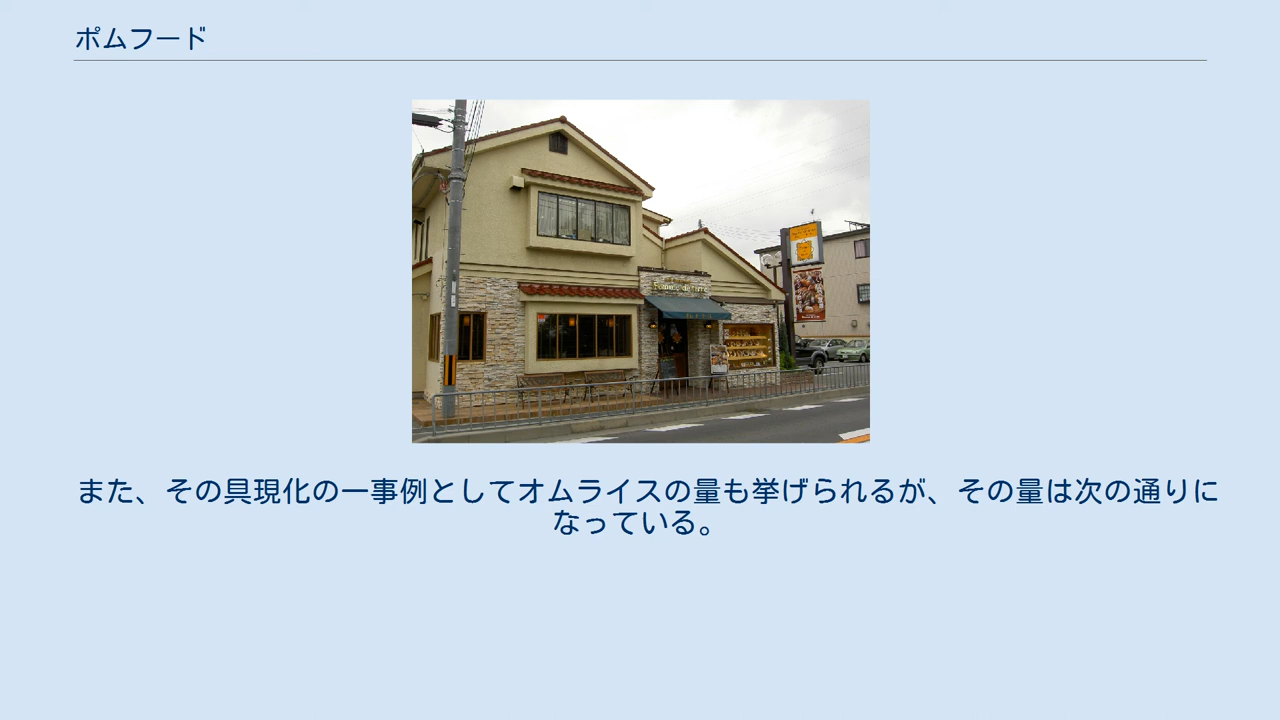 ポムフード
また、その具現化の一事例としてオムライスの量も挙げられるが、その量は次の通りに
なっている。